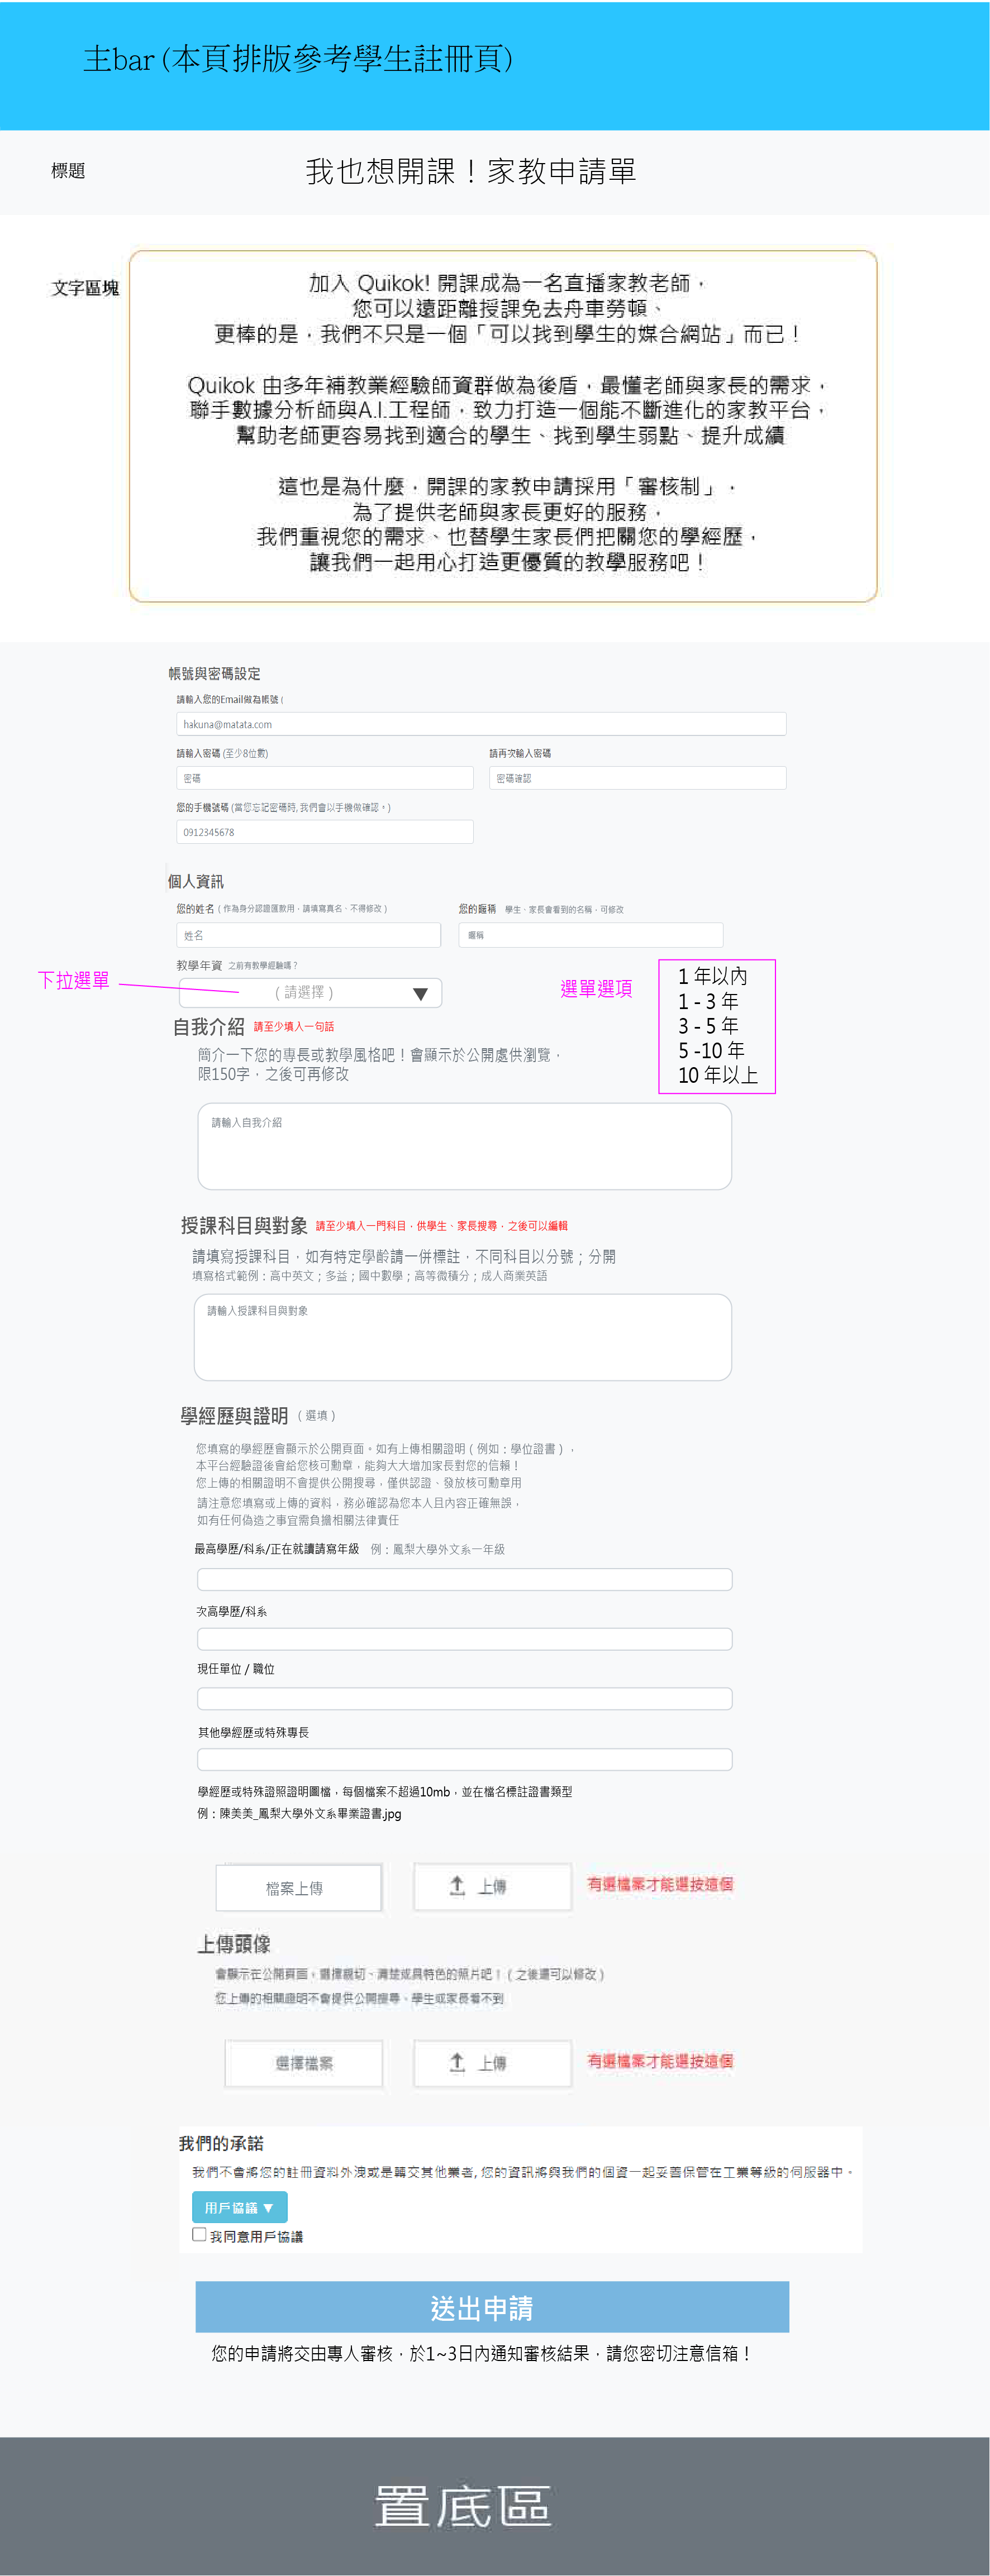 主bar (本頁排版參考學生註冊頁)
標題
我也想開課！家教申請單
文字區塊
加入 Quikok! 開課成為一名直播家教老師，
您可以遠距離授課免去舟車勞頓、
更棒的是，我們不只是一個「可以找到學生的媒合網站」而已！
Quikok 由多年補教業經驗師資群做為後盾，最懂老師與家長的需求，
聯手數據分析師與A.I.工程師，致力打造一個能不斷進化的家教平台，
幫助老師更容易找到適合的學生、找到學生弱點、提升成績
這也是為什麼，開課的家教申請採用「審核制」，
為了提供老師與家長更好的服務，
我們重視您的需求、也替學生家長們把關您的學經歷，
讓我們一起用心打造更優質的教學服務吧！
帳號與密碼設定
請輸入您的Email做為帳號 (
hakuna@matata.com
請輸入密碼 (至少8位數)
請再次輸入密碼
密碼
密碼確認
您的手機號碼 (當您忘記密碼時, 我們會以手機做確認。)
0912345678
個人資訊
您的姓名 ( 作為身分認證匯款用，請填寫真名，不得修改 )
您的暱稱 學生、家長會看到的名稱，可修改
姓名
暱稱
教學年資 之前有教學經驗嗎？
下拉選單
( 請選擇 ) ▼
選單選項
1 年以內
1 - 3 年
3 - 5 年
5 -10 年
10 年以上
自我介紹 請至少填入一句話
簡介一下您的專長或教學風格吧！會顯示於公開處供瀏覽，
限150字，之後可再修改
請輸入自我介紹
授課科目與對象 請至少填入一門科目，供學生、家長搜尋，之後可以編輯
請填寫授課科目，如有特定學齡請一併標註，不同科目以分號；分開
填寫格式範例：高中英文；多益；國中數學；高等微積分；成人商業英語
請輸入授課科目與對象
學經歷與證明 ( 選填 )
您填寫的學經歷會顯示於公開頁面。如有上傳相關證明 ( 例如：學位證書 )，
本平台經驗證後會給您核可勳章，能夠大大增加家長對您的信賴！
您上傳的相關證明不會提供公開搜尋，僅供認證、發放核可勳章用
請注意您填寫或上傳的資料，務必確認為您本人且內容正確無誤，
如有任何偽造之事宜需負擔相關法律責任
最高學歷/科系/正在就讀請寫年級 例：鳳梨大學外文系一年級
次高學歷/科系
現任單位 / 職位
其他學經歷或特殊專長
學經歷或特殊證照證明圖檔，每個檔案不超過10mb，並在檔名標註證書類型
例：陳美美_鳳梨大學外文系畢業證書.jpg
檔案上傳
上傳
有選檔案才能選按這個
上傳頭像
會顯示在公開頁面。選擇親切、清楚或具特色的照片吧！( 之後還可以修改 )
您上傳的相關證明不會提供公開搜尋、學生或家長看不到
選擇檔案
上傳
有選檔案才能選按這個
我們的承諾
我們不會將您的註冊資料外洩或是轉交其他業者, 您的資訊將與我們的個資一起妥善保管在工業等級的伺服器中。
用戶協議 ▼
我同意用戶協議
送出申請
您的申請將交由專人審核，於1~3日內通知審核結果，請您密切注意信箱！
置底區